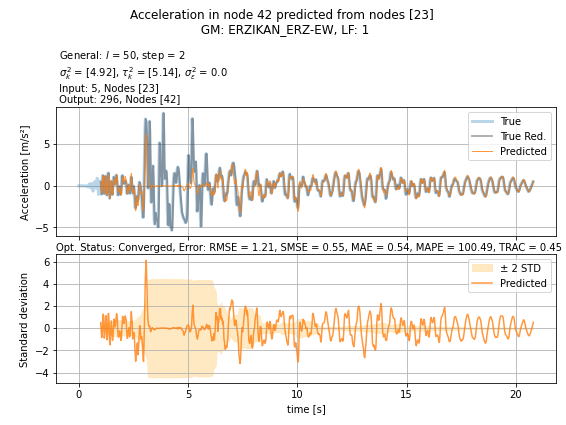 Acceleration in node 42 predicted from nodes [23]
GM: ERZIKAN_ERZ-EW, LF: 1
General: l = 50, step = 2
σ²ₖ = [4.92], τ²ₖ = [5.14], σ²ε = 0.0
Input: 5, Nodes [23]
Output: 296, Nodes [42]
Acceleration [m/s²]
5
0
−5
True
True Red.
Predicted
Opt. Status: Converged, Error: RMSE = 1.21, SMSE = 0.55, MAE = 0.54, MAPE = 100.49, TRAC = 0.45
Standard deviation
6
4
2
0
−2
−4
± 2 STD
Predicted
0 5 10 15 20
time [s]